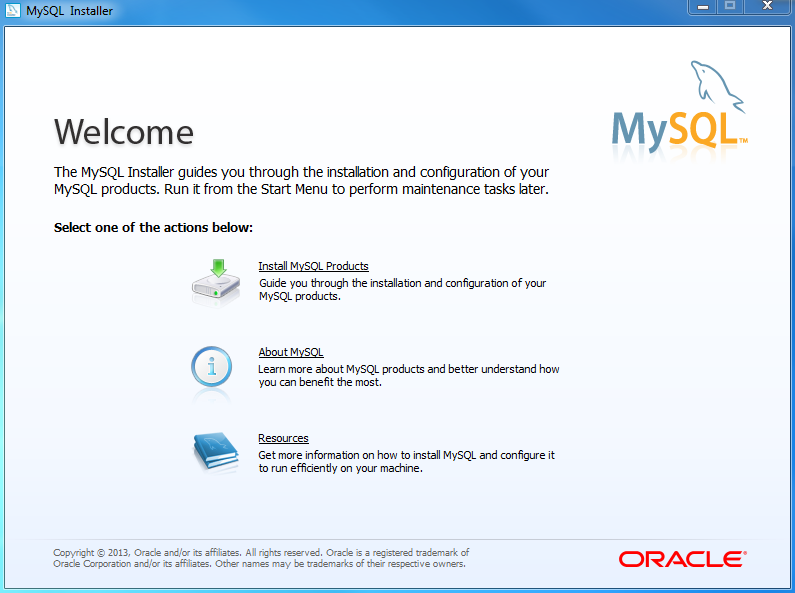 MySQL Installer
MySQL™
Welcome
The MySQL Installer guides you through the installation and configuration of your
MySQL products. Run it from the Start Menu to perform maintenance tasks later.
Select one of the actions below:
Install MySQL Products
Guide you through the installation and configuration of your
MySQL products.
About MySQL
Learn more about MySQL products and better understand how
you can benefit the most.
Resources
Get more information on how to install MySQL and configure it
to run efficiently on your machine.
Copyright © 2013, Oracle and/or its affiliates. All rights reserved. Oracle is a registered trademark of
Oracle Corporation and/or its affiliates. Other names may be trademarks of their respective owners.
ORACLE®